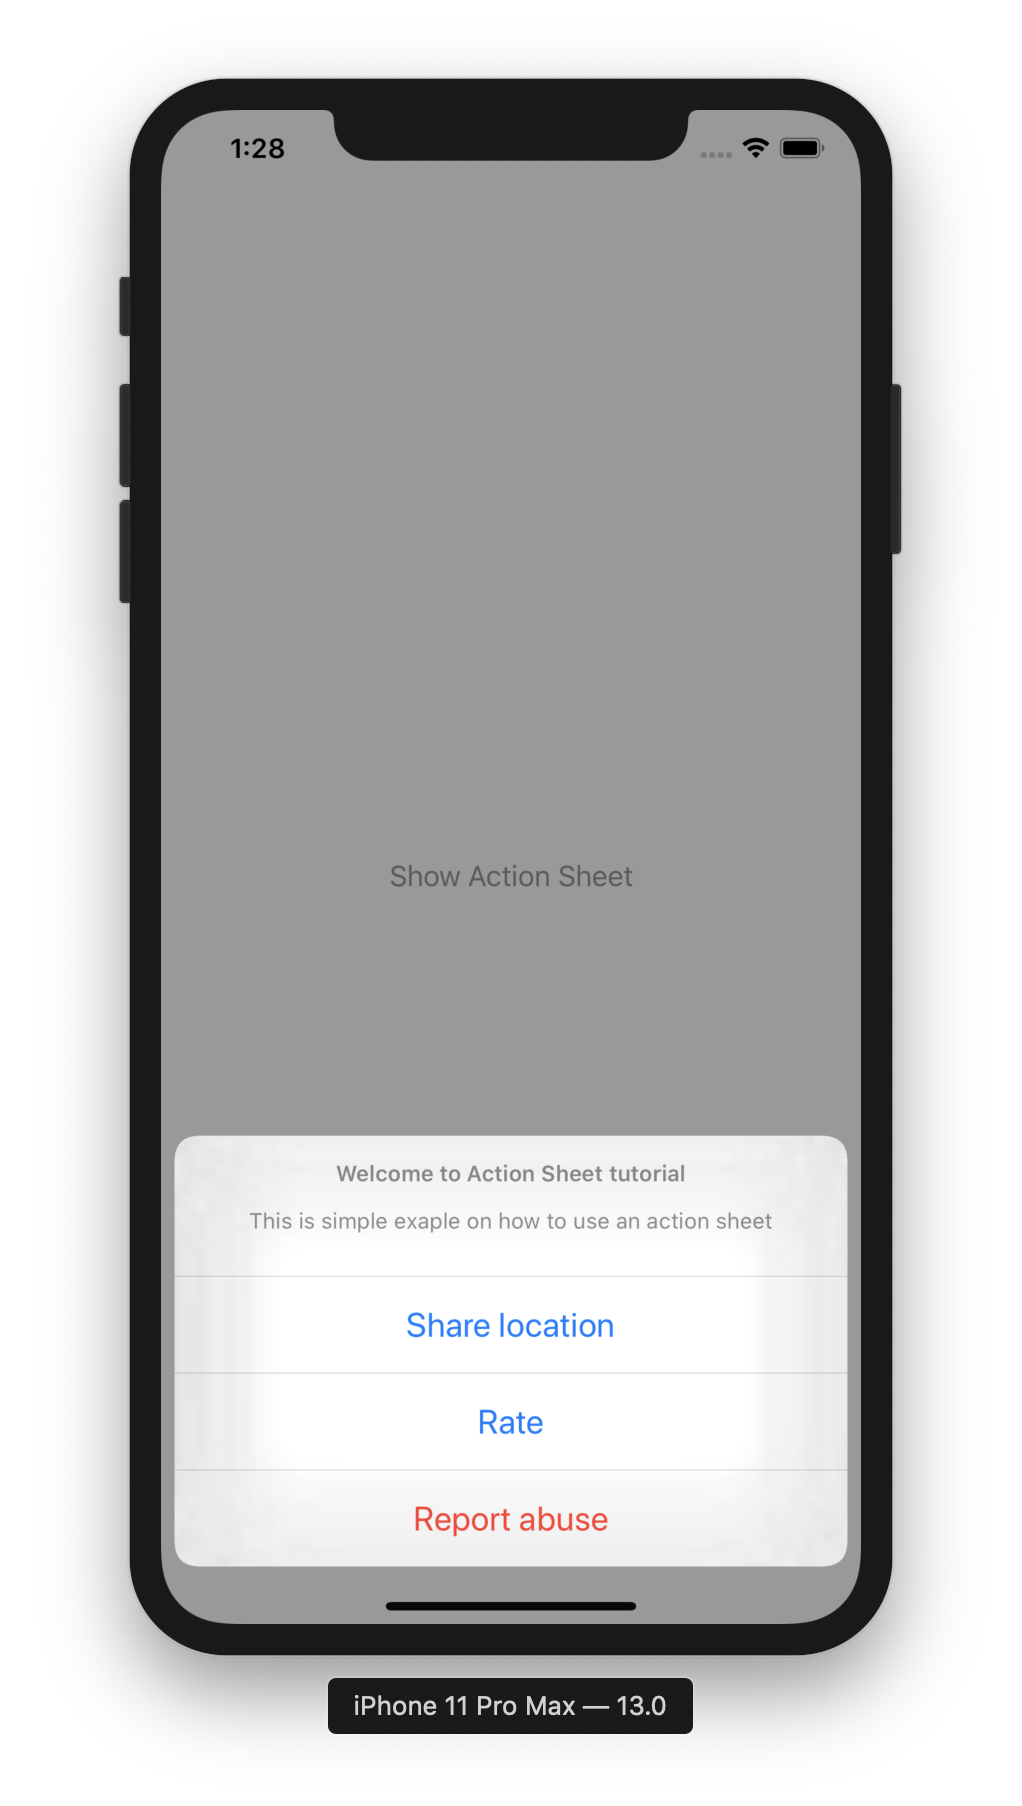 1:28
Show Action Sheet
Welcome to Action Sheet tutorial
This is simple exaple on how to use an action sheet
Share location
Rate
Report abuse
iPhone 11 Pro Max — 13.0